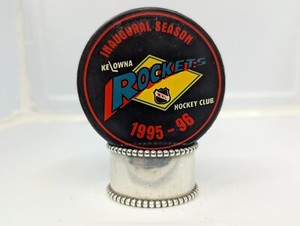 INAUGURAL SEASON
KELOWNA
ROCKETS
HOCKEY CLUB
1995-96